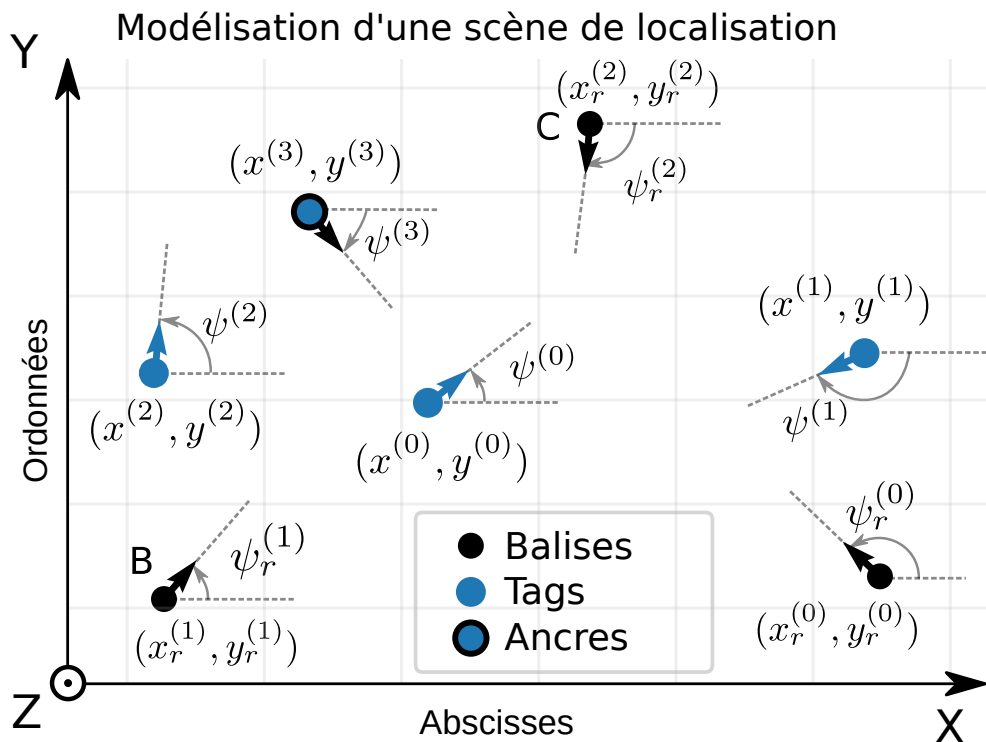 Modélisation d'une scène de localisation
Y
(x_r^{(2)}, y_r^{(2)})
C
(x^{(3)}, y^{(3)})
ψ_r^{(2)}
ψ^{(3)}
(x^{(1)}, y^{(1)})
ψ^{(2)}
ψ^{(0)}
ψ^{(1)}
(x^{(2)}, y^{(2)})
(x^{(0)}, y^{(0)})
Ordonnées
ψ_r^{(0)}
B
ψ_r^{(1)}
Balises
Tags
Ancres
(x_r^{(1)}, y_r^{(1)})
(x_r^{(0)}, y_r^{(0)})
Z
Abscisses
X